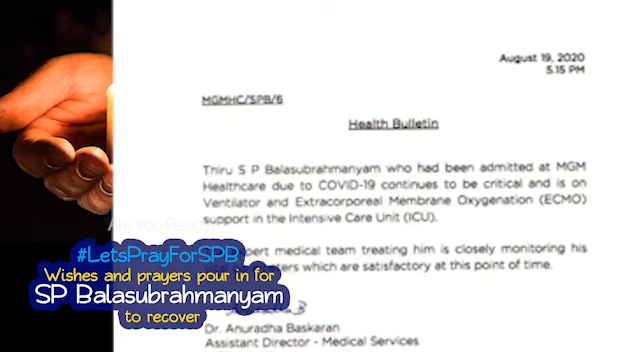 August 19, 2020
5.15 PM
MGMHC/SPB/6
Health Bulletin
Thiru S P Balasubrahmanyam who had been admitted at MGM
Healthcare due to COVID-19 continues to be critical and is on
Ventilator and Extracorporeal Membrane Oxygenation (ECMO)
support in the Intensive Care Unit (ICU).
Are You Ready
medical team treating him is closely monitoring his
which are satisfactory at this point of time.
#LetsPrayForSPB
Wishes and prayers pour in for
SP Balasubrahmanyam
to recover
Dr. Anuradha Baskaran
Assistant Director - Medical Services